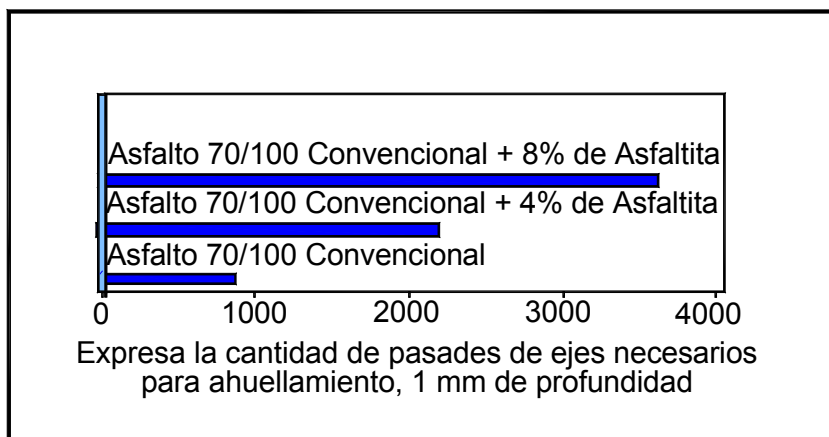 Asfalto 70/100 Convencional + 8% de Asfaltita
Asfalto 70/100 Convencional + 4% de Asfaltita
Asfalto 70/100 Convencional
0 1000 2000 3000 4000
Expresa la cantidad de pasades de ejes necesarios
para ahuellamiento, 1 mm de profundidad